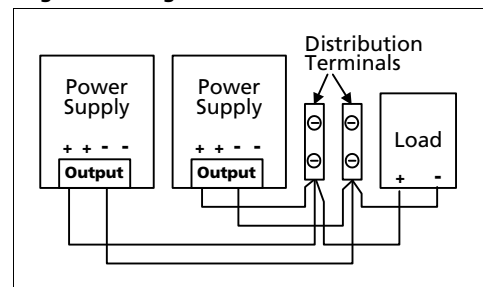 Distribution
Terminals
Power
Supply
+ + - -
Output
Power
Supply
+ + - -
Output
Load
+ -